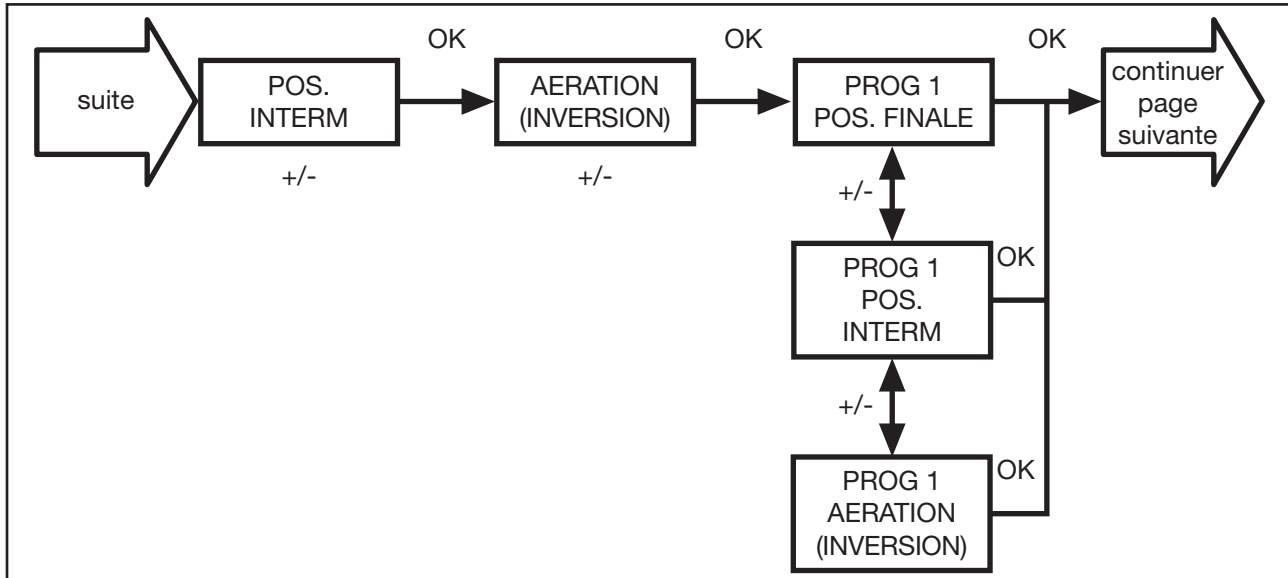 OK
OK
OK
suite
POS.
INTERM
AERATION
(INVERSION)
PROG 1
POS. FINALE
continuer
page
suivante
+/-
+/-
+/-
PROG 1
POS.
INTERM
OK
+/-
PROG 1
AERATION
(INVERSION)
OK